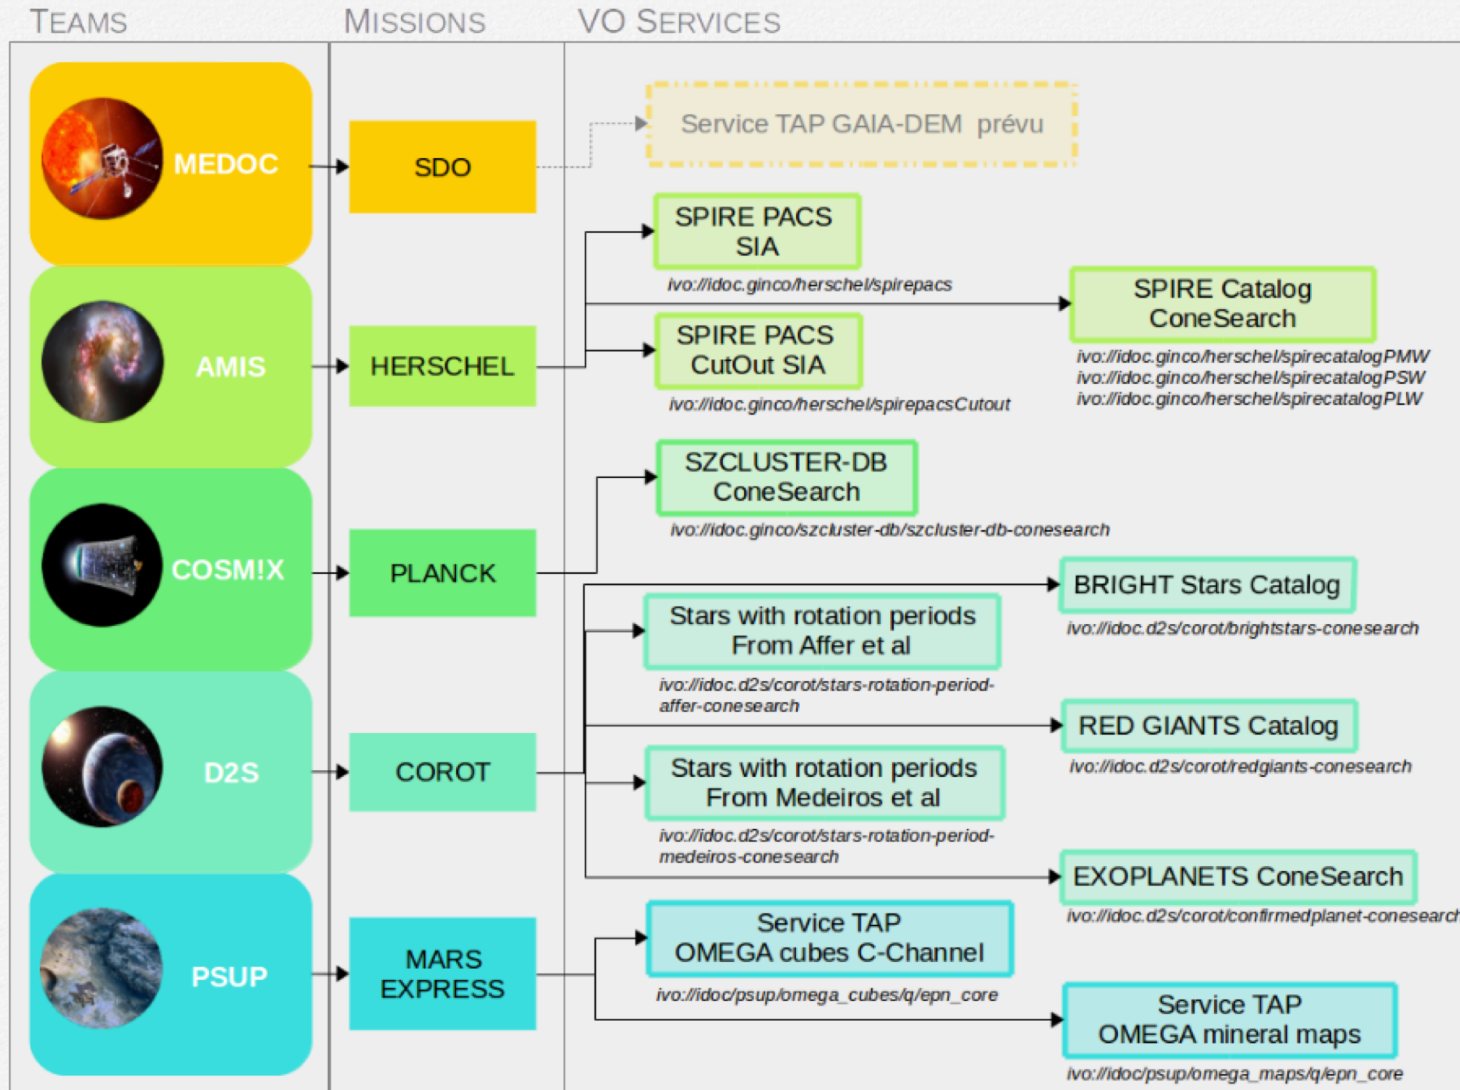 TEAMS
MISSIONS
VO SERVICES
MEDOC
SDO
Service TAP GAIA-DEM prévu
AMIS
HERSCHEL
SPIRE PACS
SIA
ivo://idoc.ginco/herschel/spirepacs
SPIRE Catalog
ConeSearch
ivo://idoc.ginco/herschel/spirecatalogPMW
ivo://idoc.ginco/herschel/spirecatalogPSW
ivo://idoc.ginco/herschel/spirecatalogPLW
SPIRE PACS
CutOut SIA
ivo://idoc.ginco/herschel/spirepacsCutout
COSM!X
PLANCK
SZCLUSTER-DB
ConeSearch
ivo://idoc.ginco/szcluster-db/szcluster-db-conesearch
D2S
COROT
BRIGHT Stars Catalog
ivo://idoc.d2s/corot/brightstars-conesearch
Stars with rotation periods
From Affer et al
ivo://idoc.d2s/corot/stars-rotation-period-
affer-conesearch
RED GIANTS Catalog
ivo://idoc.d2s/corot/redgiants-conesearch
Stars with rotation periods
From Medeiros et al
ivo://idoc.d2s/corot/stars-rotation-period-
medeiros-conesearch
EXOPLANETS ConeSearch
ivo://idoc.d2s/corot/confirmedplanet-conesearch
PSUP
MARS
EXPRESS
Service TAP
OMEGA cubes C-Channel
ivo://idoc/psup/omega_cubes/q/epn_core
Service TAP
OMEGA mineral maps
ivo://idoc/psup/omega_maps/q/epn_core